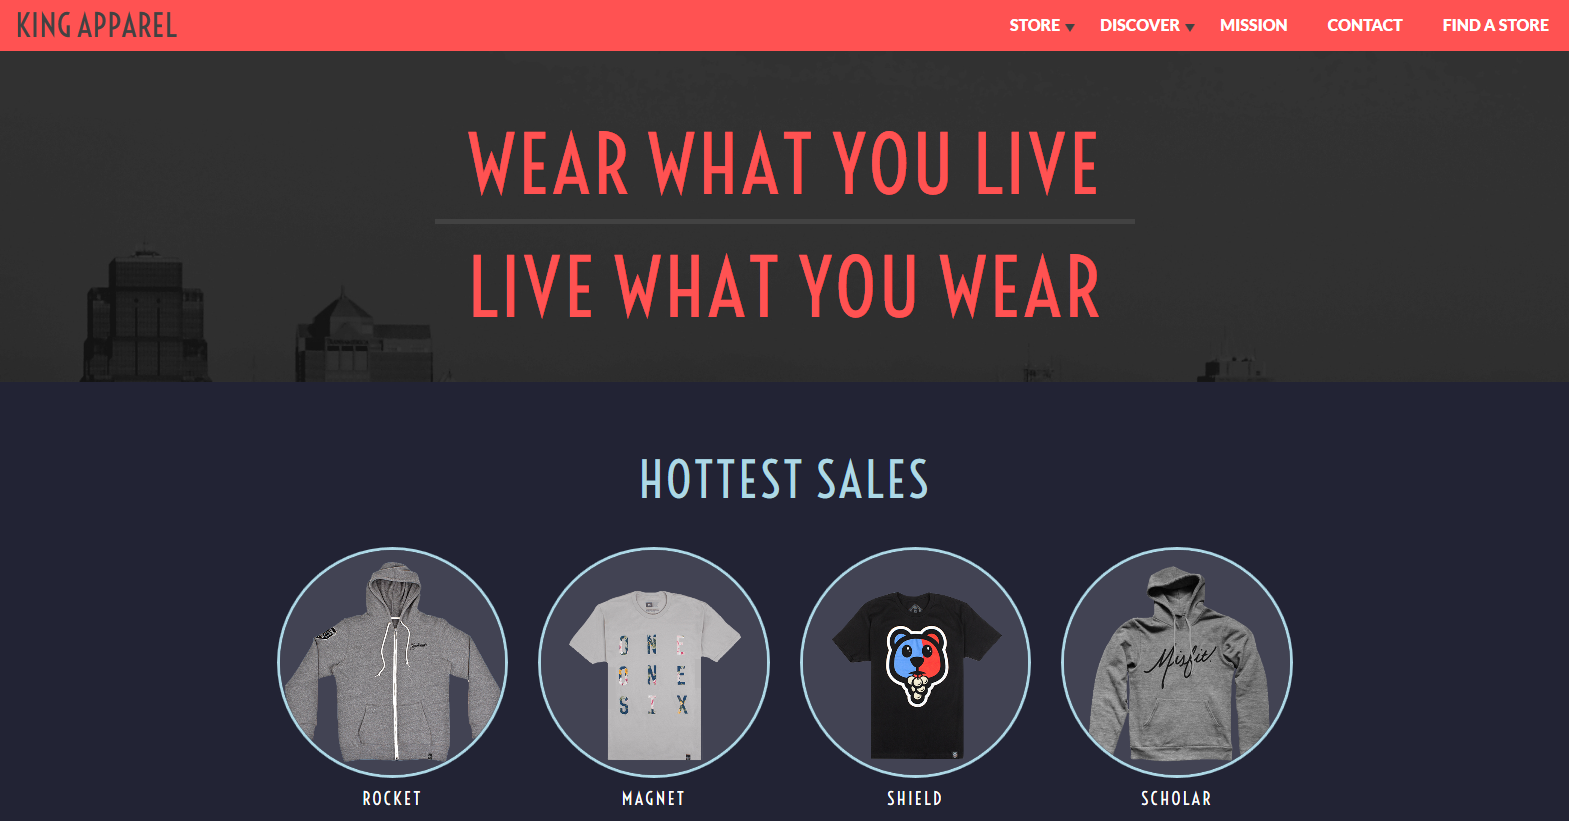 KING APPAREL
STORE DISCOVER MISSION CONTACT FIND A STORE
WEAR WHAT YOU LIVE
LIVE WHAT YOU WEAR
HOTTEST SALES
ONE
ONE
SIX
Misfit.
ROCKET MAGNET SHIELD SCHOLAR